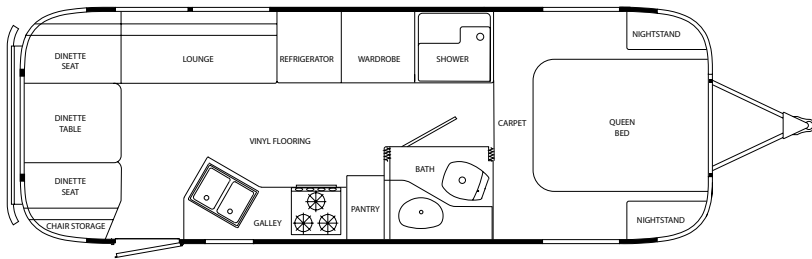 NIGHTSTAND
DINETTE
SEAT
LOUNGE
REFRIGERATOR
WARDROBE
SHOWER
DINETTE
TABLE
VINYL FLOORING
CARPET
QUEEN
BED
BATH
DINETTE
SEAT
PANTRY
GALLEY
CHAIR STORAGE
NIGHTSTAND